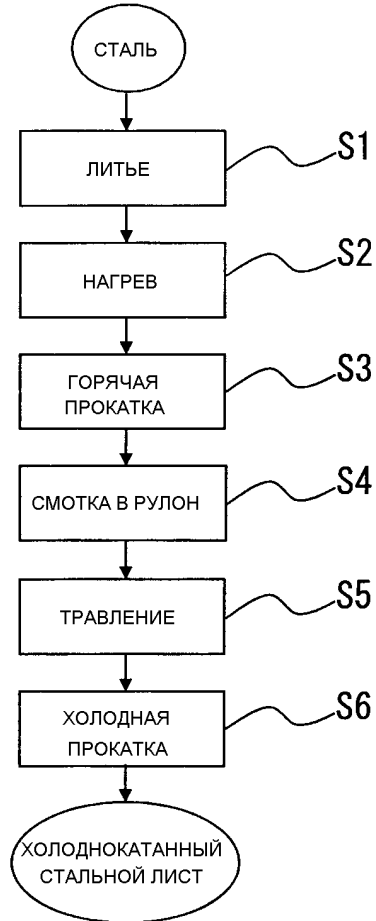 СТАЛЬ
ЛИТЬЕ
S1
НАГРЕВ
S2
ГОРЯЧАЯ
ПРОКАТКА
S3
СМОТКА В РУЛОН
S4
ТРАВЛЕНИЕ
S5
ХОЛОДНАЯ
ПРОКАТКА
S6
ХОЛОДНОКАТАННЫЙ
СТАЛЬНОЙ ЛИСТ